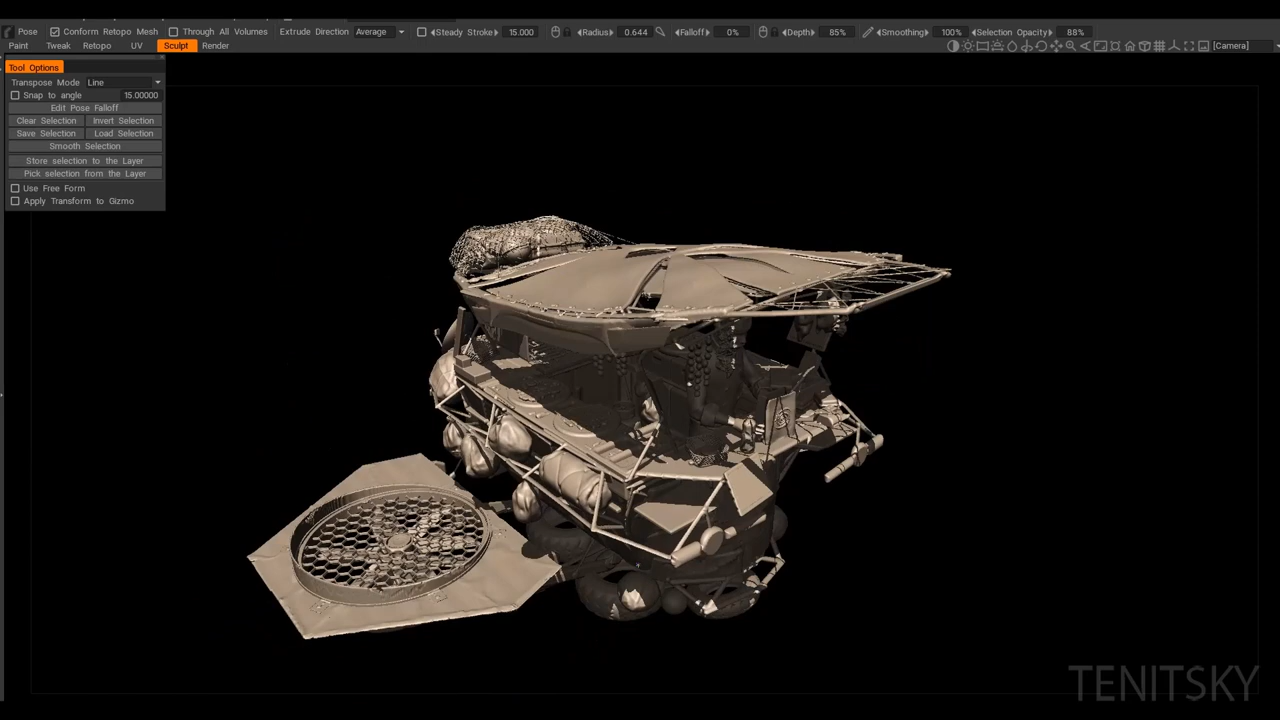 Pose Conform Retopo Mesh Through All Volumes Extrude Direction Average Steady Stroke 15.000 Radius 0.644 Falloff 0% Depth 85% Smoothing 100% Selection Opacity 88%
Paint Tweak Retopo UV Sculpt Render [Camera]
Tool Options
Transpose Mode Line
Snap to angle 15.00000
Edit Pose Falloff
Clear Selection Invert Selection
Save Selection Load Selection
Smooth Selection
Store selection to the Layer
Pick selection from the Layer
Use Free Form
Apply Transform to Gizmo
TENITSKY